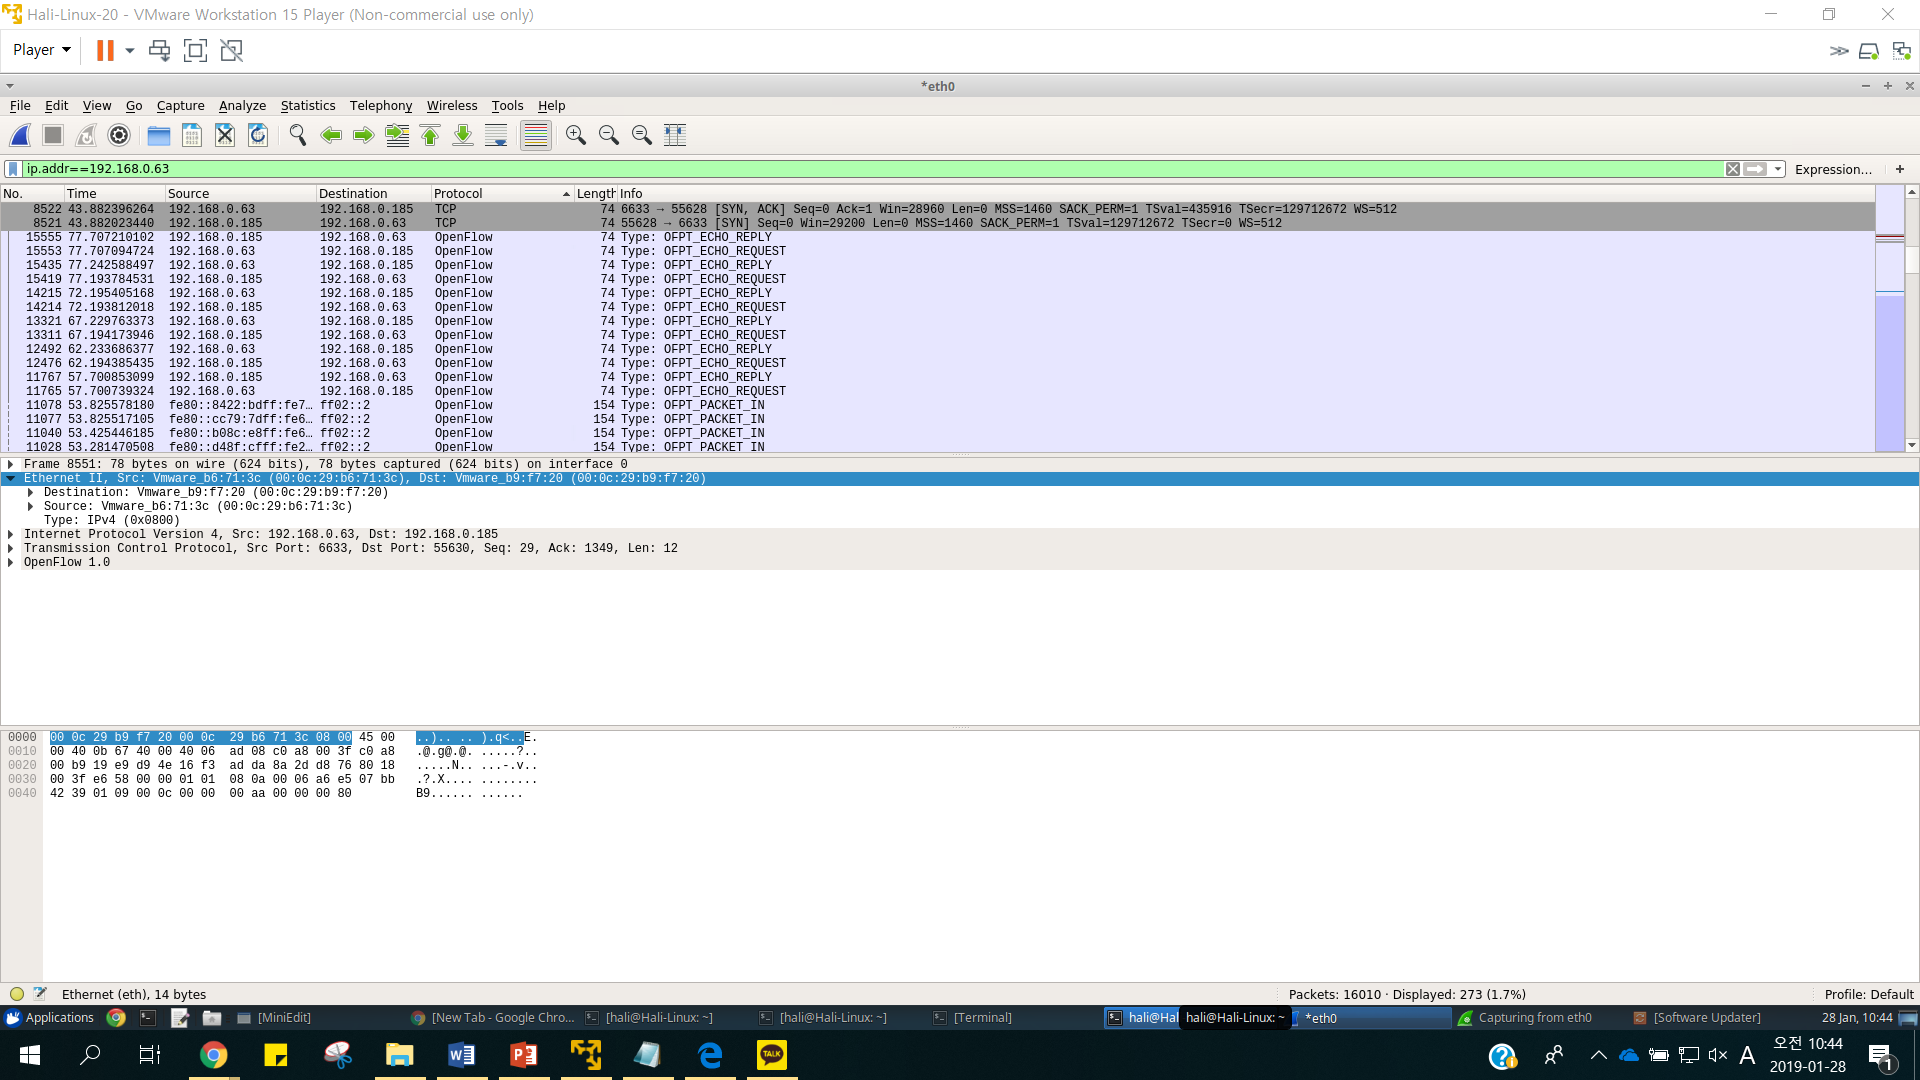 Hali-Linux-20 - VMware Workstation 15 Player (Non-commercial use only)
Player
*eth0
File Edit View Go Capture Analyze Statistics Telephony Wireless Tools Help
ip.addr==192.168.0.63
Expression…
+
No. Time Source Destination Protocol Length Info
8522 43.882396264 192.168.0.63 192.168.0.185 TCP 74 6633 → 55628 [SYN, ACK] Seq=0 Ack=1 Win=28960 Len=0 MSS=1460 SACK_PERM=1 TSval=435916 TSecr=129712672 WS=512
8521 43.882023440 192.168.0.185 192.168.0.63 TCP 74 55628 → 6633 [SYN] Seq=0 Win=29200 Len=0 MSS=1460 SACK_PERM=1 TSval=129712672 TSecr=0 WS=512
15555 77.707210102 192.168.0.185 192.168.0.63 OpenFlow 74 Type: OFPT_ECHO_REPLY
15553 77.707094724 192.168.0.63 192.168.0.185 OpenFlow 74 Type: OFPT_ECHO_REQUEST
15435 77.242588497 192.168.0.63 192.168.0.185 OpenFlow 74 Type: OFPT_ECHO_REPLY
15419 77.193784531 192.168.0.185 192.168.0.63 OpenFlow 74 Type: OFPT_ECHO_REQUEST
14215 72.195405168 192.168.0.63 192.168.0.185 OpenFlow 74 Type: OFPT_ECHO_REPLY
14214 72.193812018 192.168.0.185 192.168.0.63 OpenFlow 74 Type: OFPT_ECHO_REQUEST
13321 67.229763373 192.168.0.63 192.168.0.185 OpenFlow 74 Type: OFPT_ECHO_REPLY
13311 67.194173946 192.168.0.185 192.168.0.63 OpenFlow 74 Type: OFPT_ECHO_REQUEST
12492 62.233686377 192.168.0.63 192.168.0.185 OpenFlow 74 Type: OFPT_ECHO_REPLY
12476 62.194385435 192.168.0.185 192.168.0.63 OpenFlow 74 Type: OFPT_ECHO_REQUEST
11767 57.700853099 192.168.0.185 192.168.0.63 OpenFlow 74 Type: OFPT_ECHO_REPLY
11765 57.700739324 192.168.0.63 192.168.0.185 OpenFlow 74 Type: OFPT_ECHO_REQUEST
11078 53.825578180 fe80::8422:bdff:fe7… ff02::2 OpenFlow 154 Type: OFPT_PACKET_IN
11077 53.825517105 fe80::cc79:7dff:fe6… ff02::2 OpenFlow 154 Type: OFPT_PACKET_IN
11040 53.425446185 fe80::b08c:e8ff:fe6… ff02::2 OpenFlow 154 Type: OFPT_PACKET_IN
11028 53.281470508 fe80::d48f:cfff:fe2… ff02::2 OpenFlow 154 Type: OFPT_PACKET_IN
Frame 8551: 78 bytes on wire (624 bits), 78 bytes captured (624 bits) on interface 0
Ethernet II, Src: Vmware_b6:71:3c (00:0c:29:b6:71:3c), Dst: Vmware_b9:f7:20 (00:0c:29:b9:f7:20)
Destination: Vmware_b9:f7:20 (00:0c:29:b9:f7:20)
Source: Vmware_b6:71:3c (00:0c:29:b6:71:3c)
Type: IPv4 (0x0800)
Internet Protocol Version 4, Src: 192.168.0.63, Dst: 192.168.0.185
Transmission Control Protocol, Src Port: 6633, Dst Port: 55630, Seq: 29, Ack: 1349, Len: 12
OpenFlow 1.0
0000 00 0c 29 b9 f7 20 00 0c 29 b6 71 3c 08 00 45 00 ..).. .. ).q<..E.
0010 00 40 0b 67 40 00 40 06 ad 08 c0 a8 00 3f c0 a8 .@.g@.@. .....?..
0020 00 b9 19 e9 d9 4e 16 f3 ad da 8a 2d d8 76 80 18 .....N.. ...-.v..
0030 00 3f e6 58 00 00 01 01 08 0a 00 06 a6 e5 07 bb .?.X.... ........
0040 42 39 01 09 00 0c 00 00 00 aa 00 00 00 80 B9...... ......
Ethernet (eth), 14 bytes
Packets: 16010 · Displayed: 273 (1.7%)
Profile: Default
Applications [MiniEdit] [New Tab - Google Chro... [hali@Hali-Linux: ~] [hali@Hali-Linux: ~] [Terminal] hali@Hal hali@Hali-Linux: ~ *eth0 Capturing from eth0 [Software Updater] 28 Jan, 10:44
TALK
A
오전 10:44
2019-01-28
1